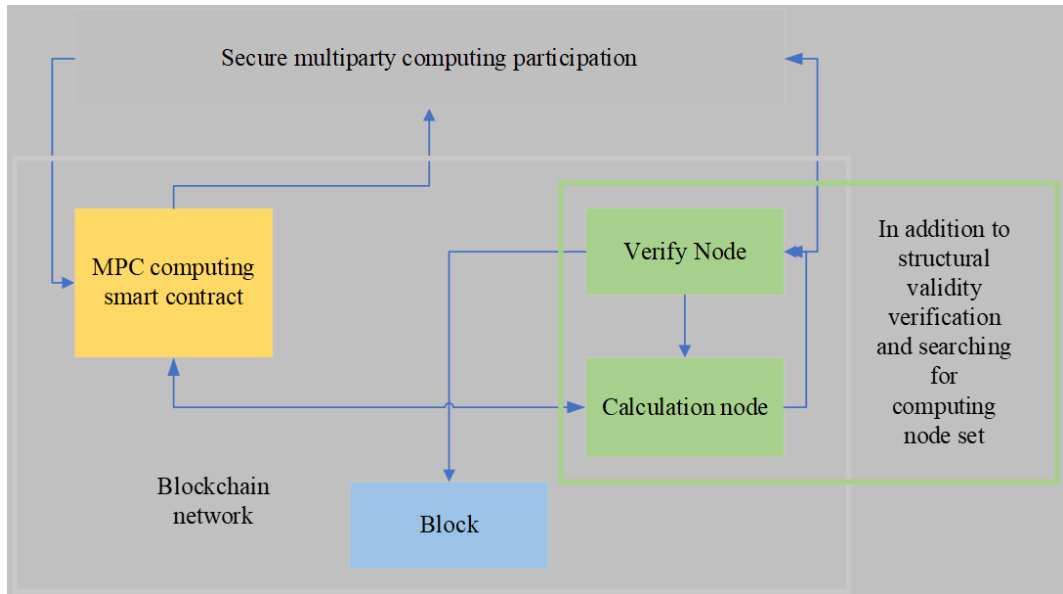 Secure multiparty computing participation
MPC computing
smart contract
Verify Node
Calculation node
In addition to
structural
validity
verification
and searching
for
computing
node set
Blockchain
network
Block